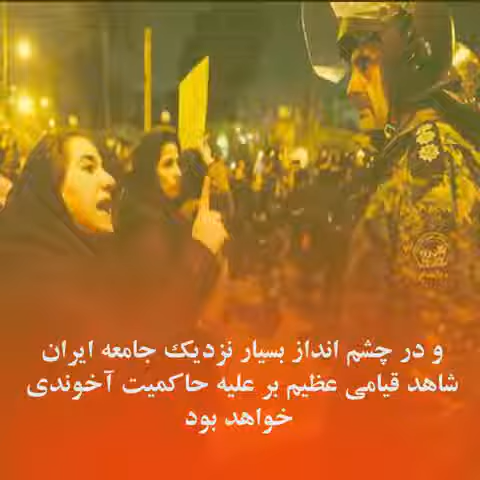 و در چشم انداز بسیار نزدیک جامعه ایران
شاهد قیامی عظیم بر علیه حاکمیت آخوندی
خواهد بود